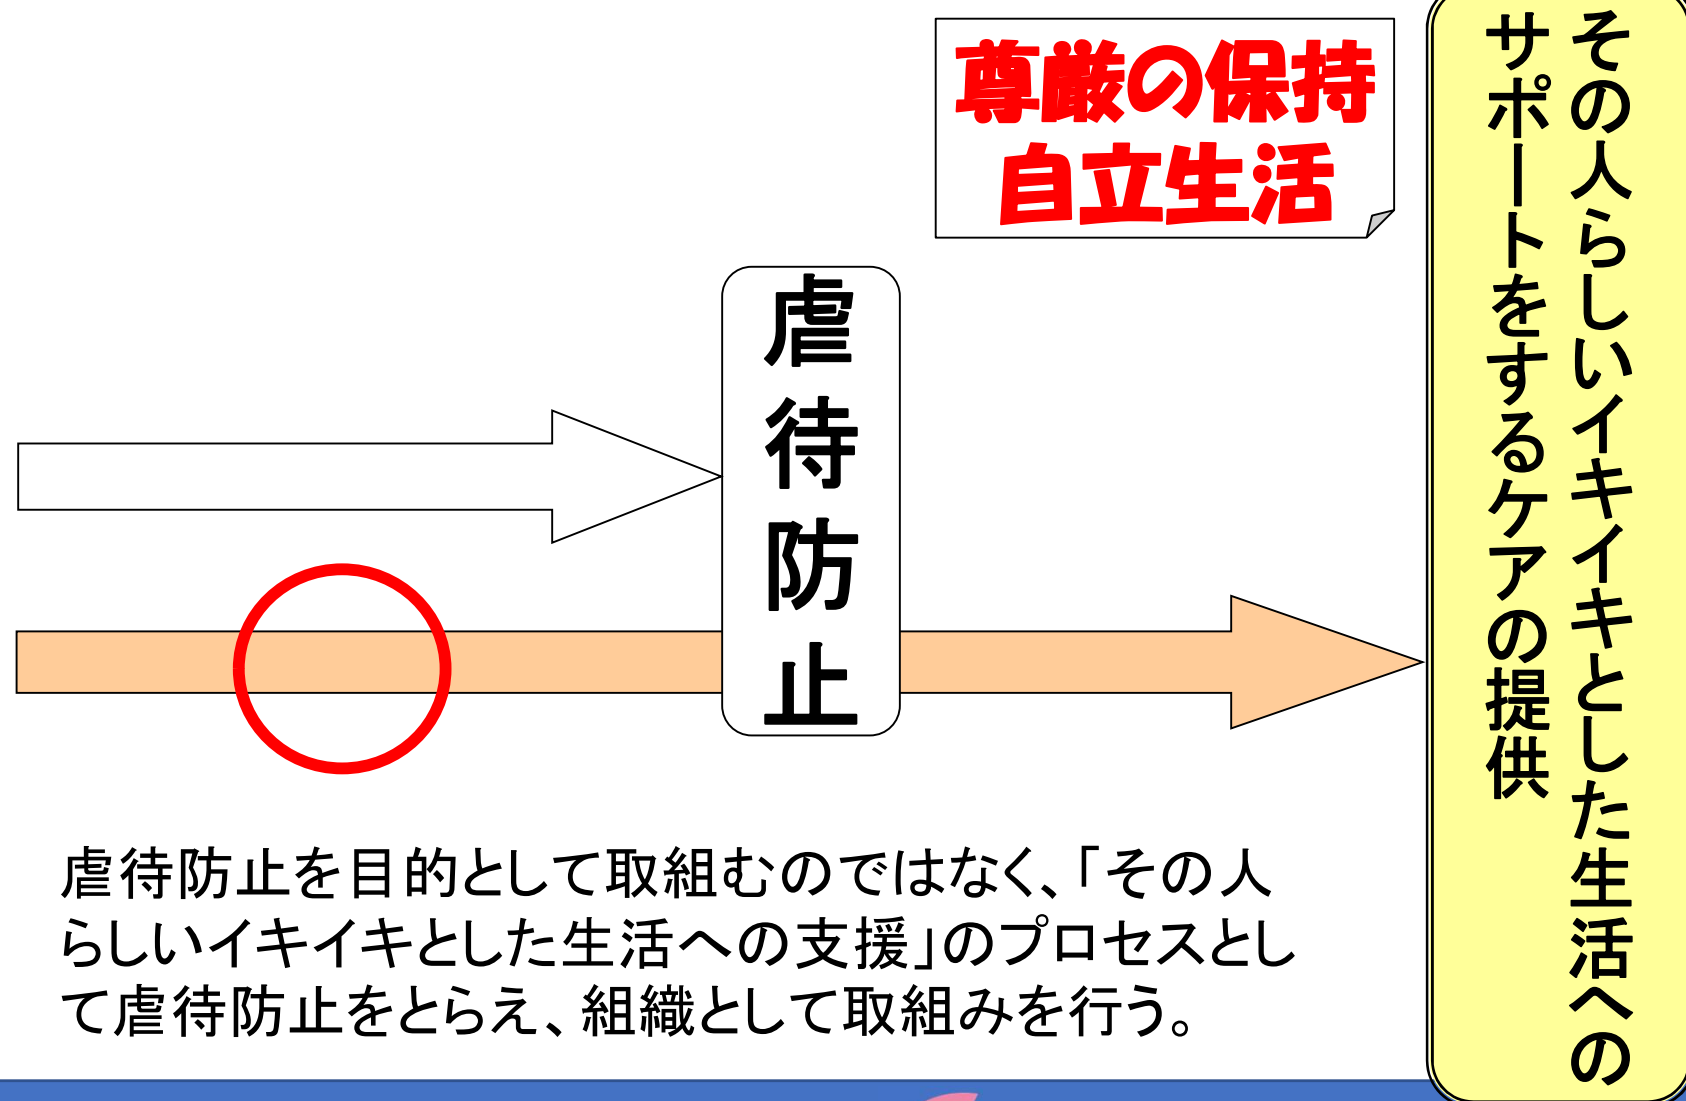 尊厳の保持
自立生活
その人らしいイキイキとした生活への
サポートをするケアの提供
虐待防止
虐待防止を目的として取組むのではなく、「その人
らしいイキイキとした生活への支援」のプロセスとし
て虐待防止をとらえ、組織として取組みを行う。